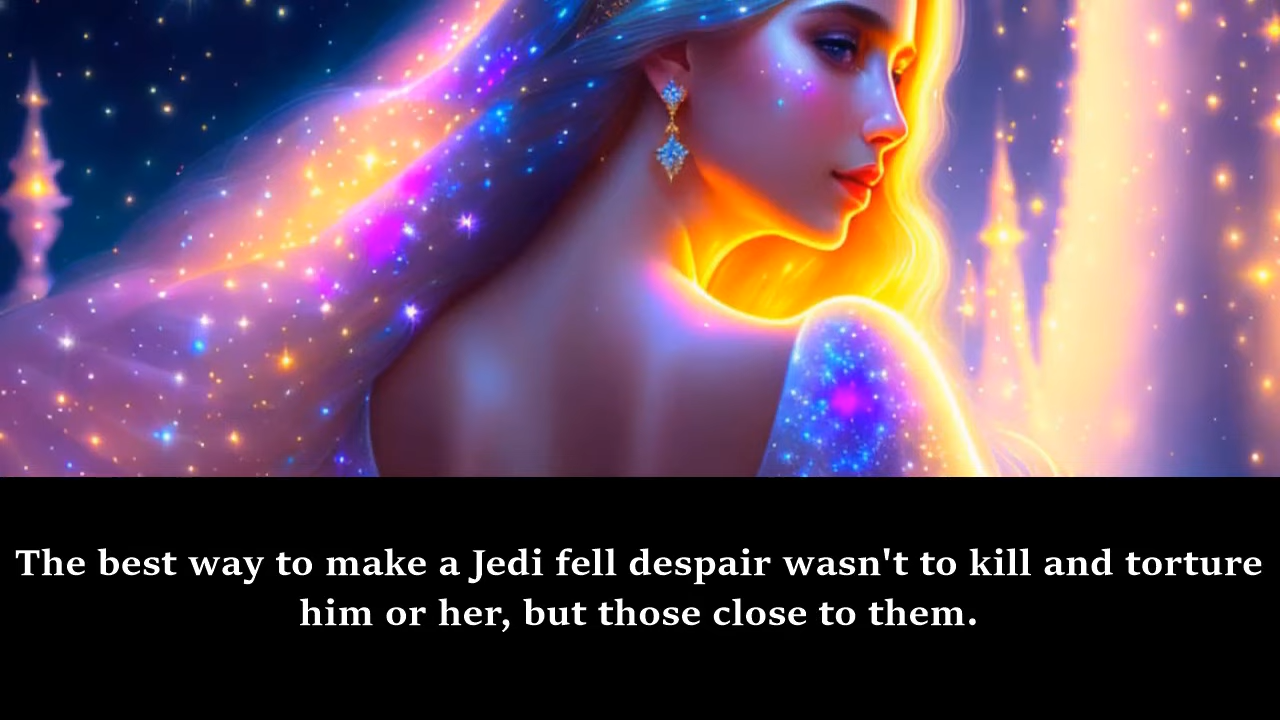 The best way to make a Jedi fell despair wasn't to kill and torture
him or her, but those close to them.